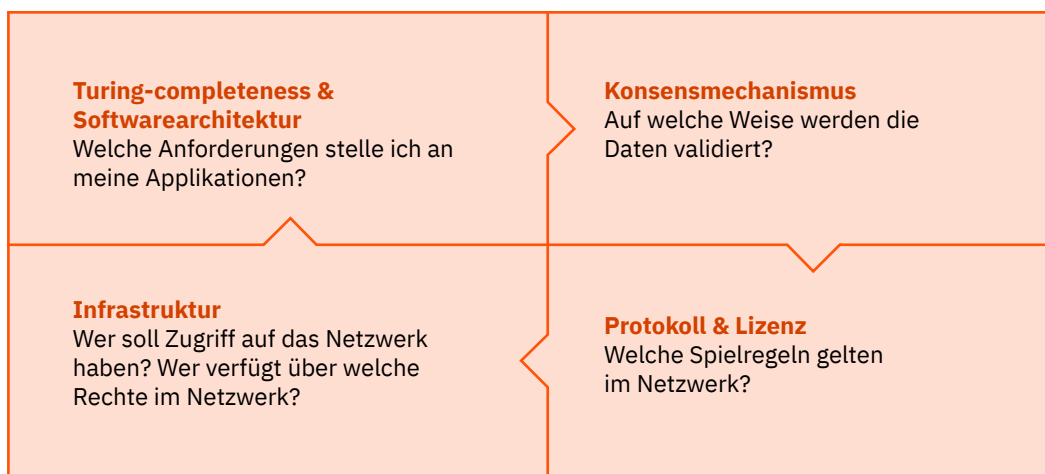 Turing-completeness &
Softwarearchitektur
Welche Anforderungen stelle ich an
meine Applikationen?
Konsensmechanismus
Auf welche Weise werden die
Daten validiert?
Infrastruktur
Wer soll Zugriff auf das Netzwerk
haben? Wer verfügt über welche
Rechte im Netzwerk?
Protokoll & Lizenz
Welche Spielregeln gelten
im Netzwerk?